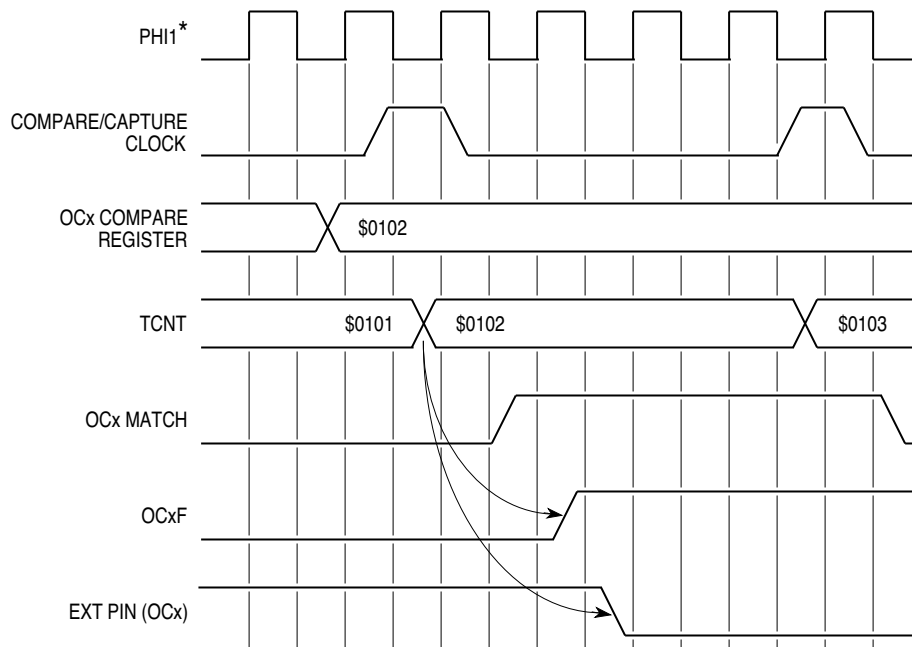 PHI1*
COMPARE/CAPTURE
CLOCK
OCx COMPARE
REGISTER
$0102
TCNT
$0101
$0102
$0103
OCx MATCH
OCxF
EXT PIN (OCx)